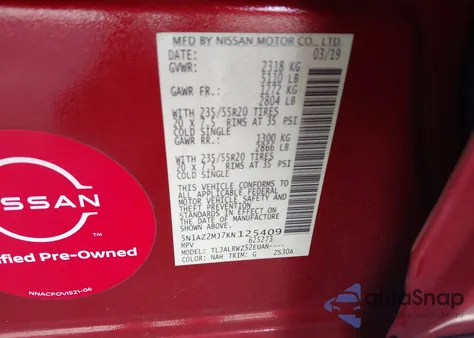 MFD BY NISSAN MOTOR CO., LTD.
DATE: 03/19
GVWR: 2318 KG
5110 LB
GAWR FR.: 1272 KG
2804 LB
WITH 235/55R20 TIRES
20 X 7.5 RIMS AT 35 PSI
COLD SINGLE
GAWR RR.: 1300 KG
2866 LB
WITH 235/55R20 TIRES
20 X 7.5 RIMS AT 35 PSI
COLD SINGLE
THIS VEHICLE CONFORMS TO
ALL APPLICABLE FEDERAL
MOTOR VEHICLE SAFETY AND
THEFT PREVENTION
STANDARDS IN EFFECT ON
THE DATE OF MANUFACTURE
SHOWN ABOVE.
5N1AZ2MJ7KN125409
MPV 625273
MODEL: TLJALRWZ52EUAN----
COLOR: NAH TRIM: G ZS30A
NISSAN
ified Pre-Owned
NNACPOVIS21-06
AutoSnap